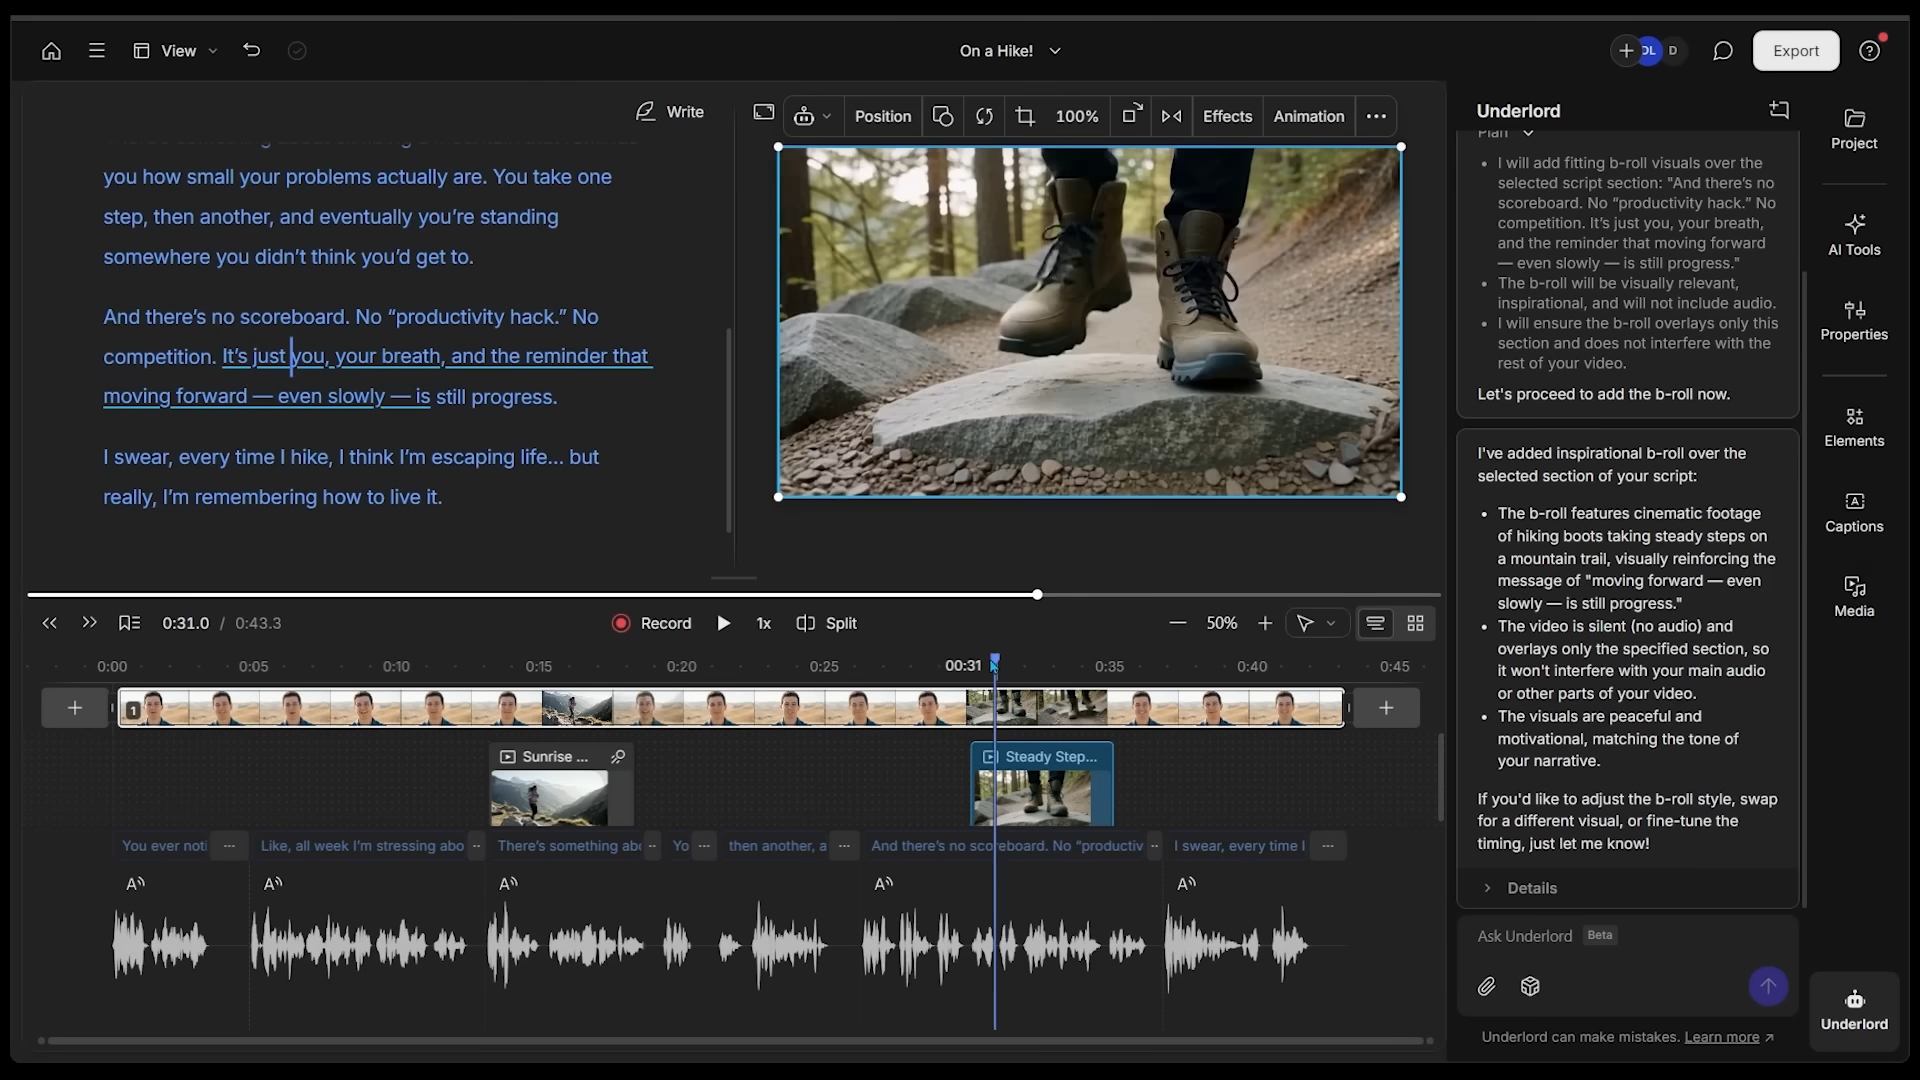 View
On a Hike!
DL
D
Export
Write
you how small your problems actually are. You take one
step, then another, and eventually you’re standing
somewhere you didn’t think you’d get to.
And there’s no scoreboard. No “productivity hack.” No
competition. It’s just you, your breath, and the reminder that
moving forward — even slowly — is still progress.
I swear, every time I hike, I think I’m escaping life... but
really, I’m remembering how to live it.
Position
100%
Effects
Animation
Underlord
Plan
• I will add fitting b-roll visuals over the
selected script section: "And there’s no
scoreboard. No “productivity hack.” No
competition. It’s just you, your breath,
and the reminder that moving forward
— even slowly — is still progress."
• The b-roll will be visually relevant,
inspirational, and will not include audio.
• I will ensure the b-roll overlays only this
section and does not interfere with the
rest of your video.
Let's proceed to add the b-roll now.
I've added inspirational b-roll over the
selected section of your script:
• The b-roll features cinematic footage
of hiking boots taking steady steps on
a mountain trail, visually reinforcing the
message of "moving forward — even
slowly — is still progress."
• The video is silent (no audio) and
overlays only the specified section, so
it won't interfere with your main audio
or other parts of your video.
• The visuals are peaceful and
motivational, matching the tone of
your narrative.
If you'd like to adjust the b-roll style, swap
for a different visual, or fine-tune the
timing, just let me know!
Details
Ask Underlord Beta
Underlord can make mistakes. Learn more
Project
AI Tools
Properties
Elements
Captions
Media
Underlord
0:31.0 / 0:43.3
Record
1x
Split
50%
0:00 0:05 0:10 0:15 0:20 0:25 00:31 0:35 0:40 0:45
1
Sunrise ...
Steady Step...
You ever noti ... Like, all week I’m stressing abo .. There’s something abo .. Yo ... then another, a ... And there’s no scoreboard. No “productiv .. I swear, every time I ...
A A A A A